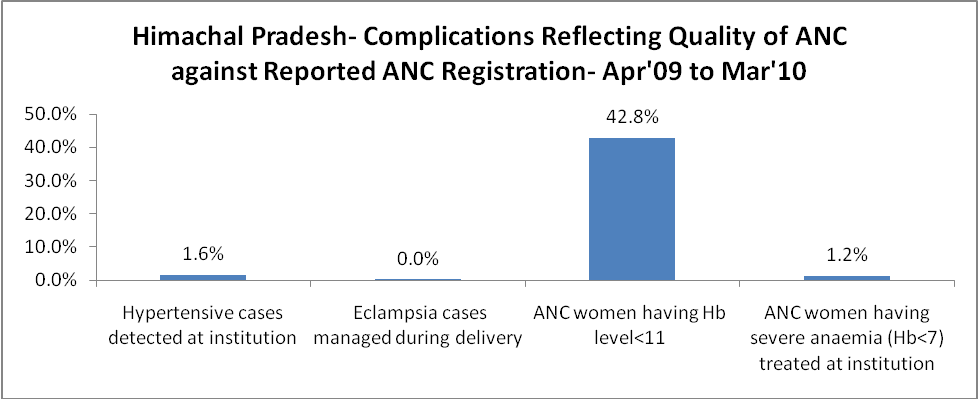 Himachal Pradesh- Complications Reflecting Quality of ANC
against Reported ANC Registration- Apr'09 to Mar'10
50.0%
40.0%
30.0%
20.0%
10.0%
0.0%
1.6%
0.0%
42.8%
1.2%
Hypertensive cases
detected at institution
Eclampsia cases
managed during delivery
ANC women having Hb
level<11
ANC women having
severe anaemia (Hb<7)
treated at institution